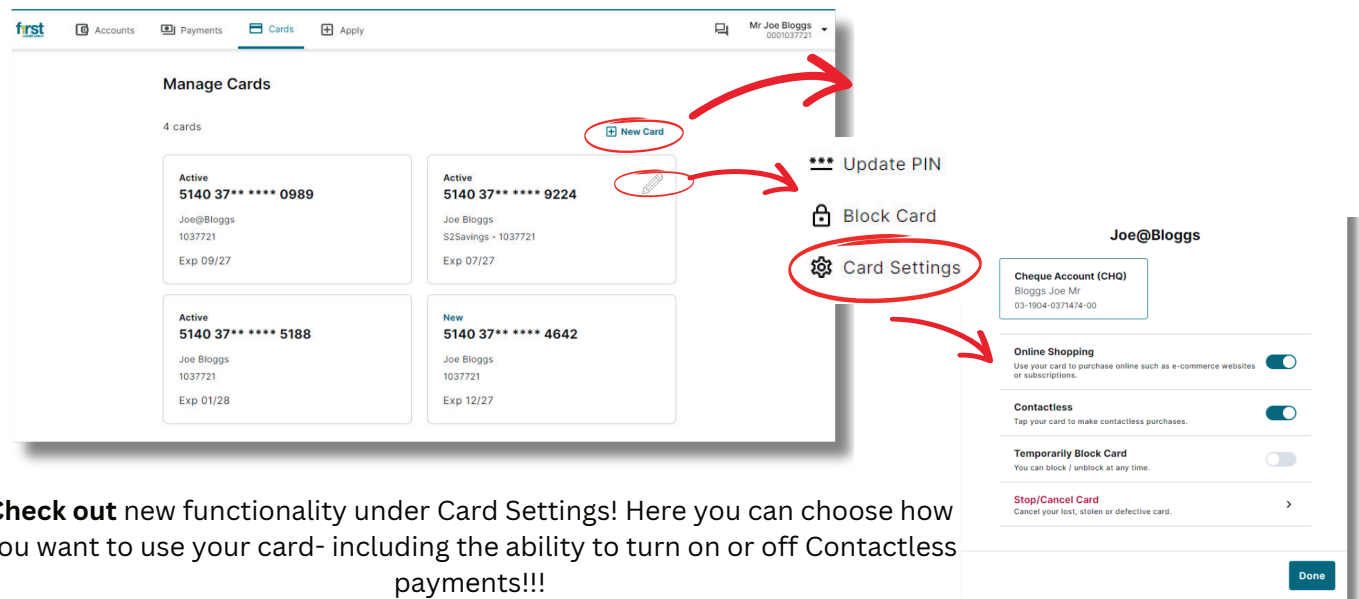 first
Accounts
Payments
Cards
Apply
Mr Joe Bloggs
0001037721
Manage Cards
4 cards
New Card
Active
5140 37** **** 0989
Joe@Bloggs
1037721
Exp 09/27
Active
5140 37** **** 9224
Joe Bloggs
S2Savings - 1037721
Exp 07/27
Active
5140 37** **** 5188
Joe Bloggs
1037721
Exp 01/28
New
5140 37** **** 4642
Joe Bloggs
1037721
Exp 12/27
*** Update PIN
Block Card
Card Settings
Joe@Bloggs
Cheque Account (CHQ)
Bloggs Joe Mr
03-1904-0371474-00
Online Shopping
Use your card to purchase online such as e-commerce websites
or subscriptions.
Contactless
Tap your card to make contactless purchases.
Temporarily Block Card
You can block / unblock at any time.
Stop/Cancel Card
Cancel your lost, stolen or defective card.
Done
Check out new functionality under Card Settings! Here you can choose how
ou want to use your card- including the ability to turn on or off Contactless
payments!!!